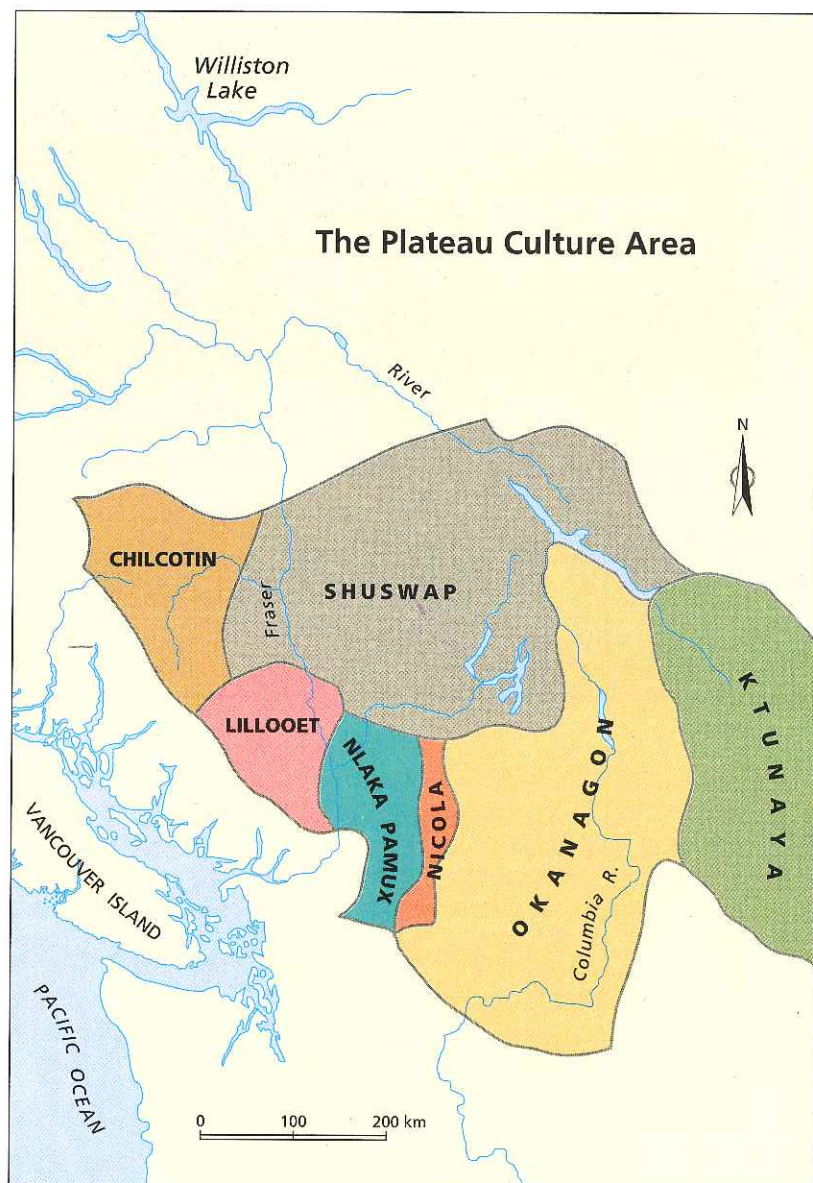 Williston
Lake
The Plateau Culture Area
River
N
CHILCOTIN
SHUSWAP
Fraser
LILLOOET
NLAKA PAMUX
NICOLA
OKANAGON
KTUNAYA
Columbia R.
VANCOUVER ISLAND
PACIFIC OCEAN
0 100 200 km